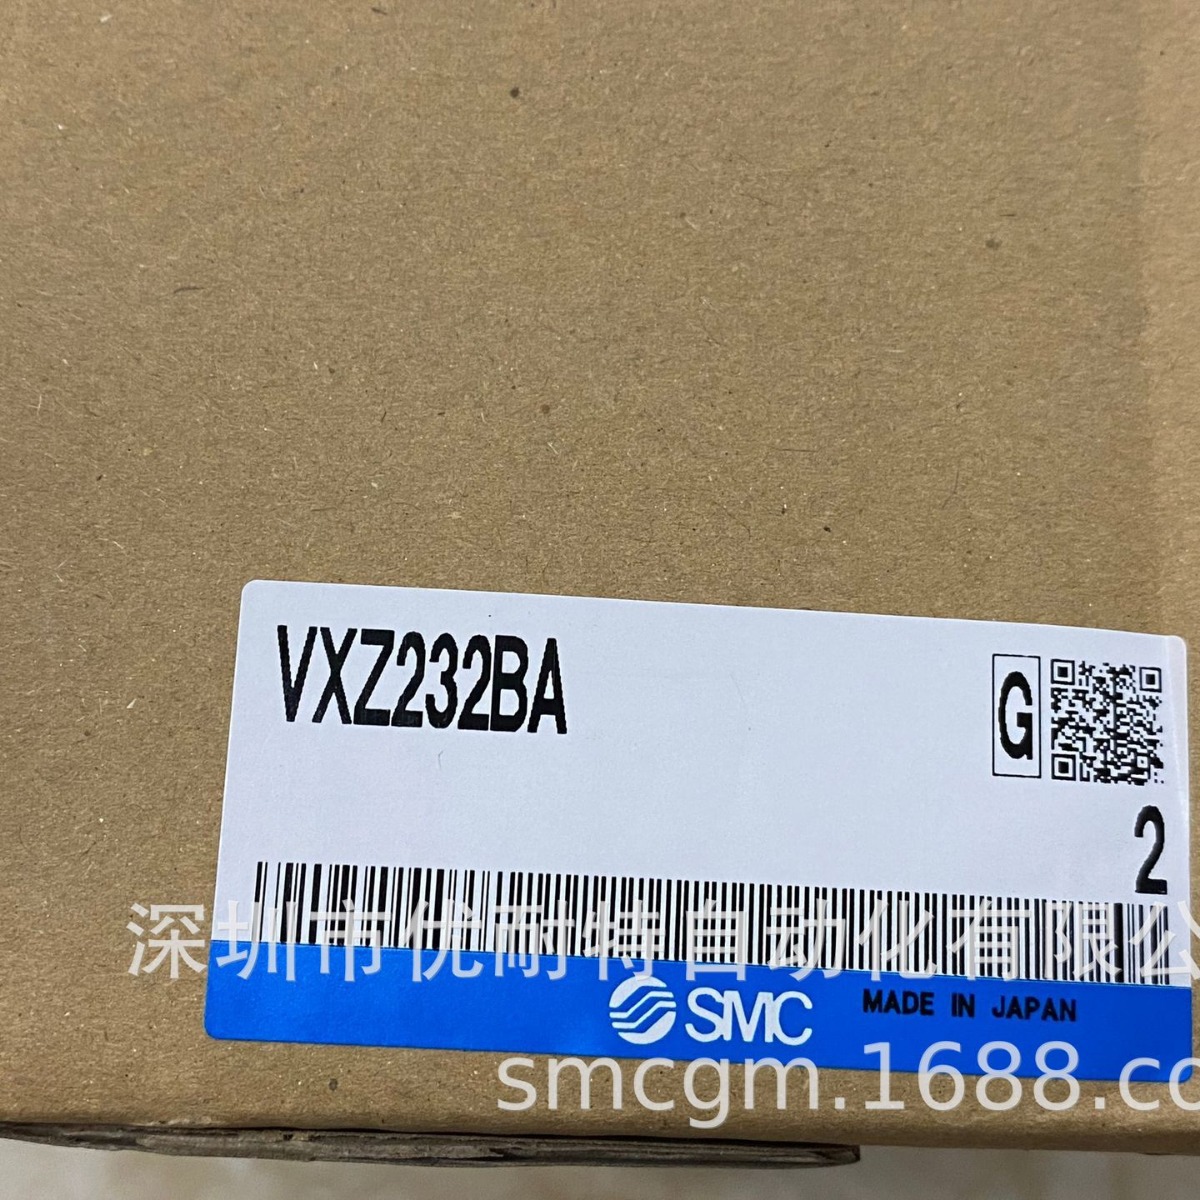 VXZ232BA
G
2
深圳市优耐特自动化有限公
SMC MADE IN JAPAN
smcgm.1688.co